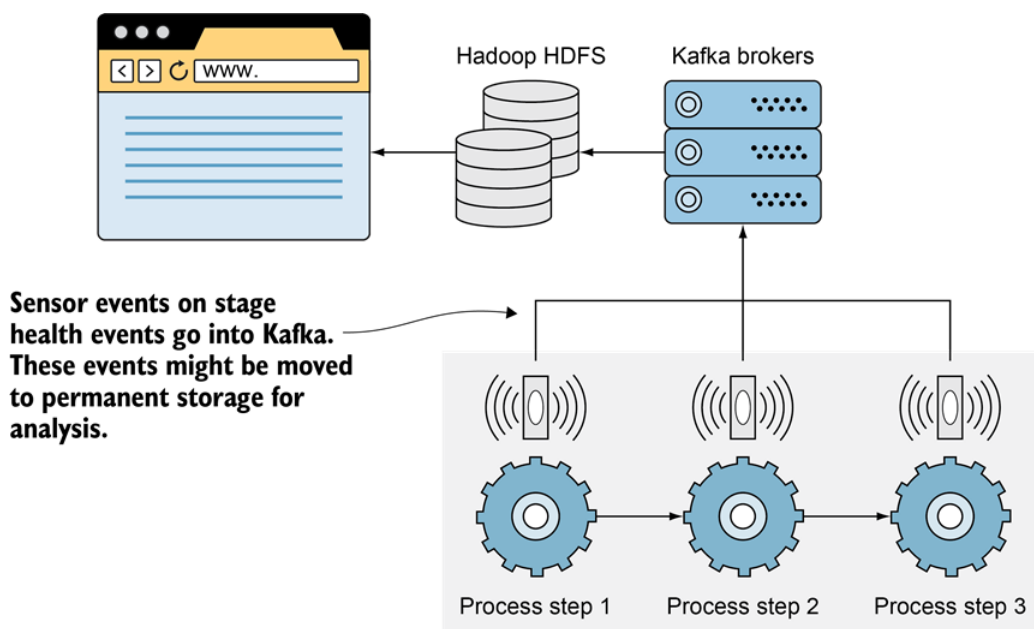 WWW.
Hadoop HDFS
Kafka brokers
Sensor events on stage
health events go into Kafka.
These events might be moved
to permanent storage for
analysis.
Process step 1
Process step 2
Process step 3